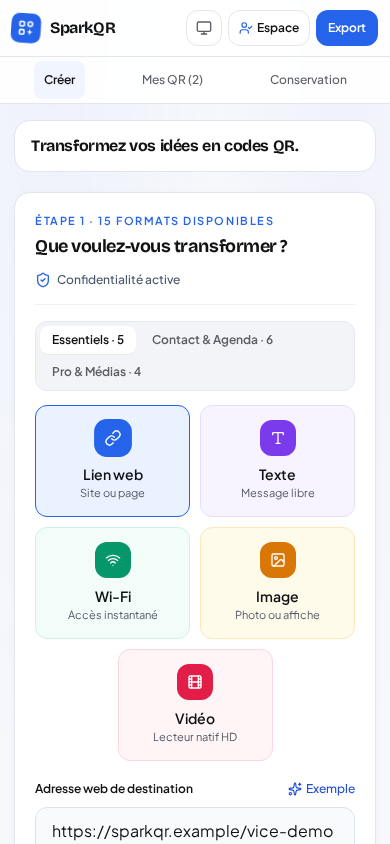 SparkQR
Espace
Export
Créer
Mes QR (2)
Conservation
Transformez vos idées en codes QR.
ÉTAPE 1 · 15 FORMATS DISPONIBLES
Que voulez-vous transformer ?
Confidentialité active
Essentiels · 5
Contact & Agenda · 6
Pro & Médias · 4
Lien web
Site ou page
Texte
Message libre
Wi-Fi
Accès instantané
Image
Photo ou affiche
Vidéo
Lecteur natif HD
Adresse web de destination
Exemple
https://sparkqr.example/vice-demo